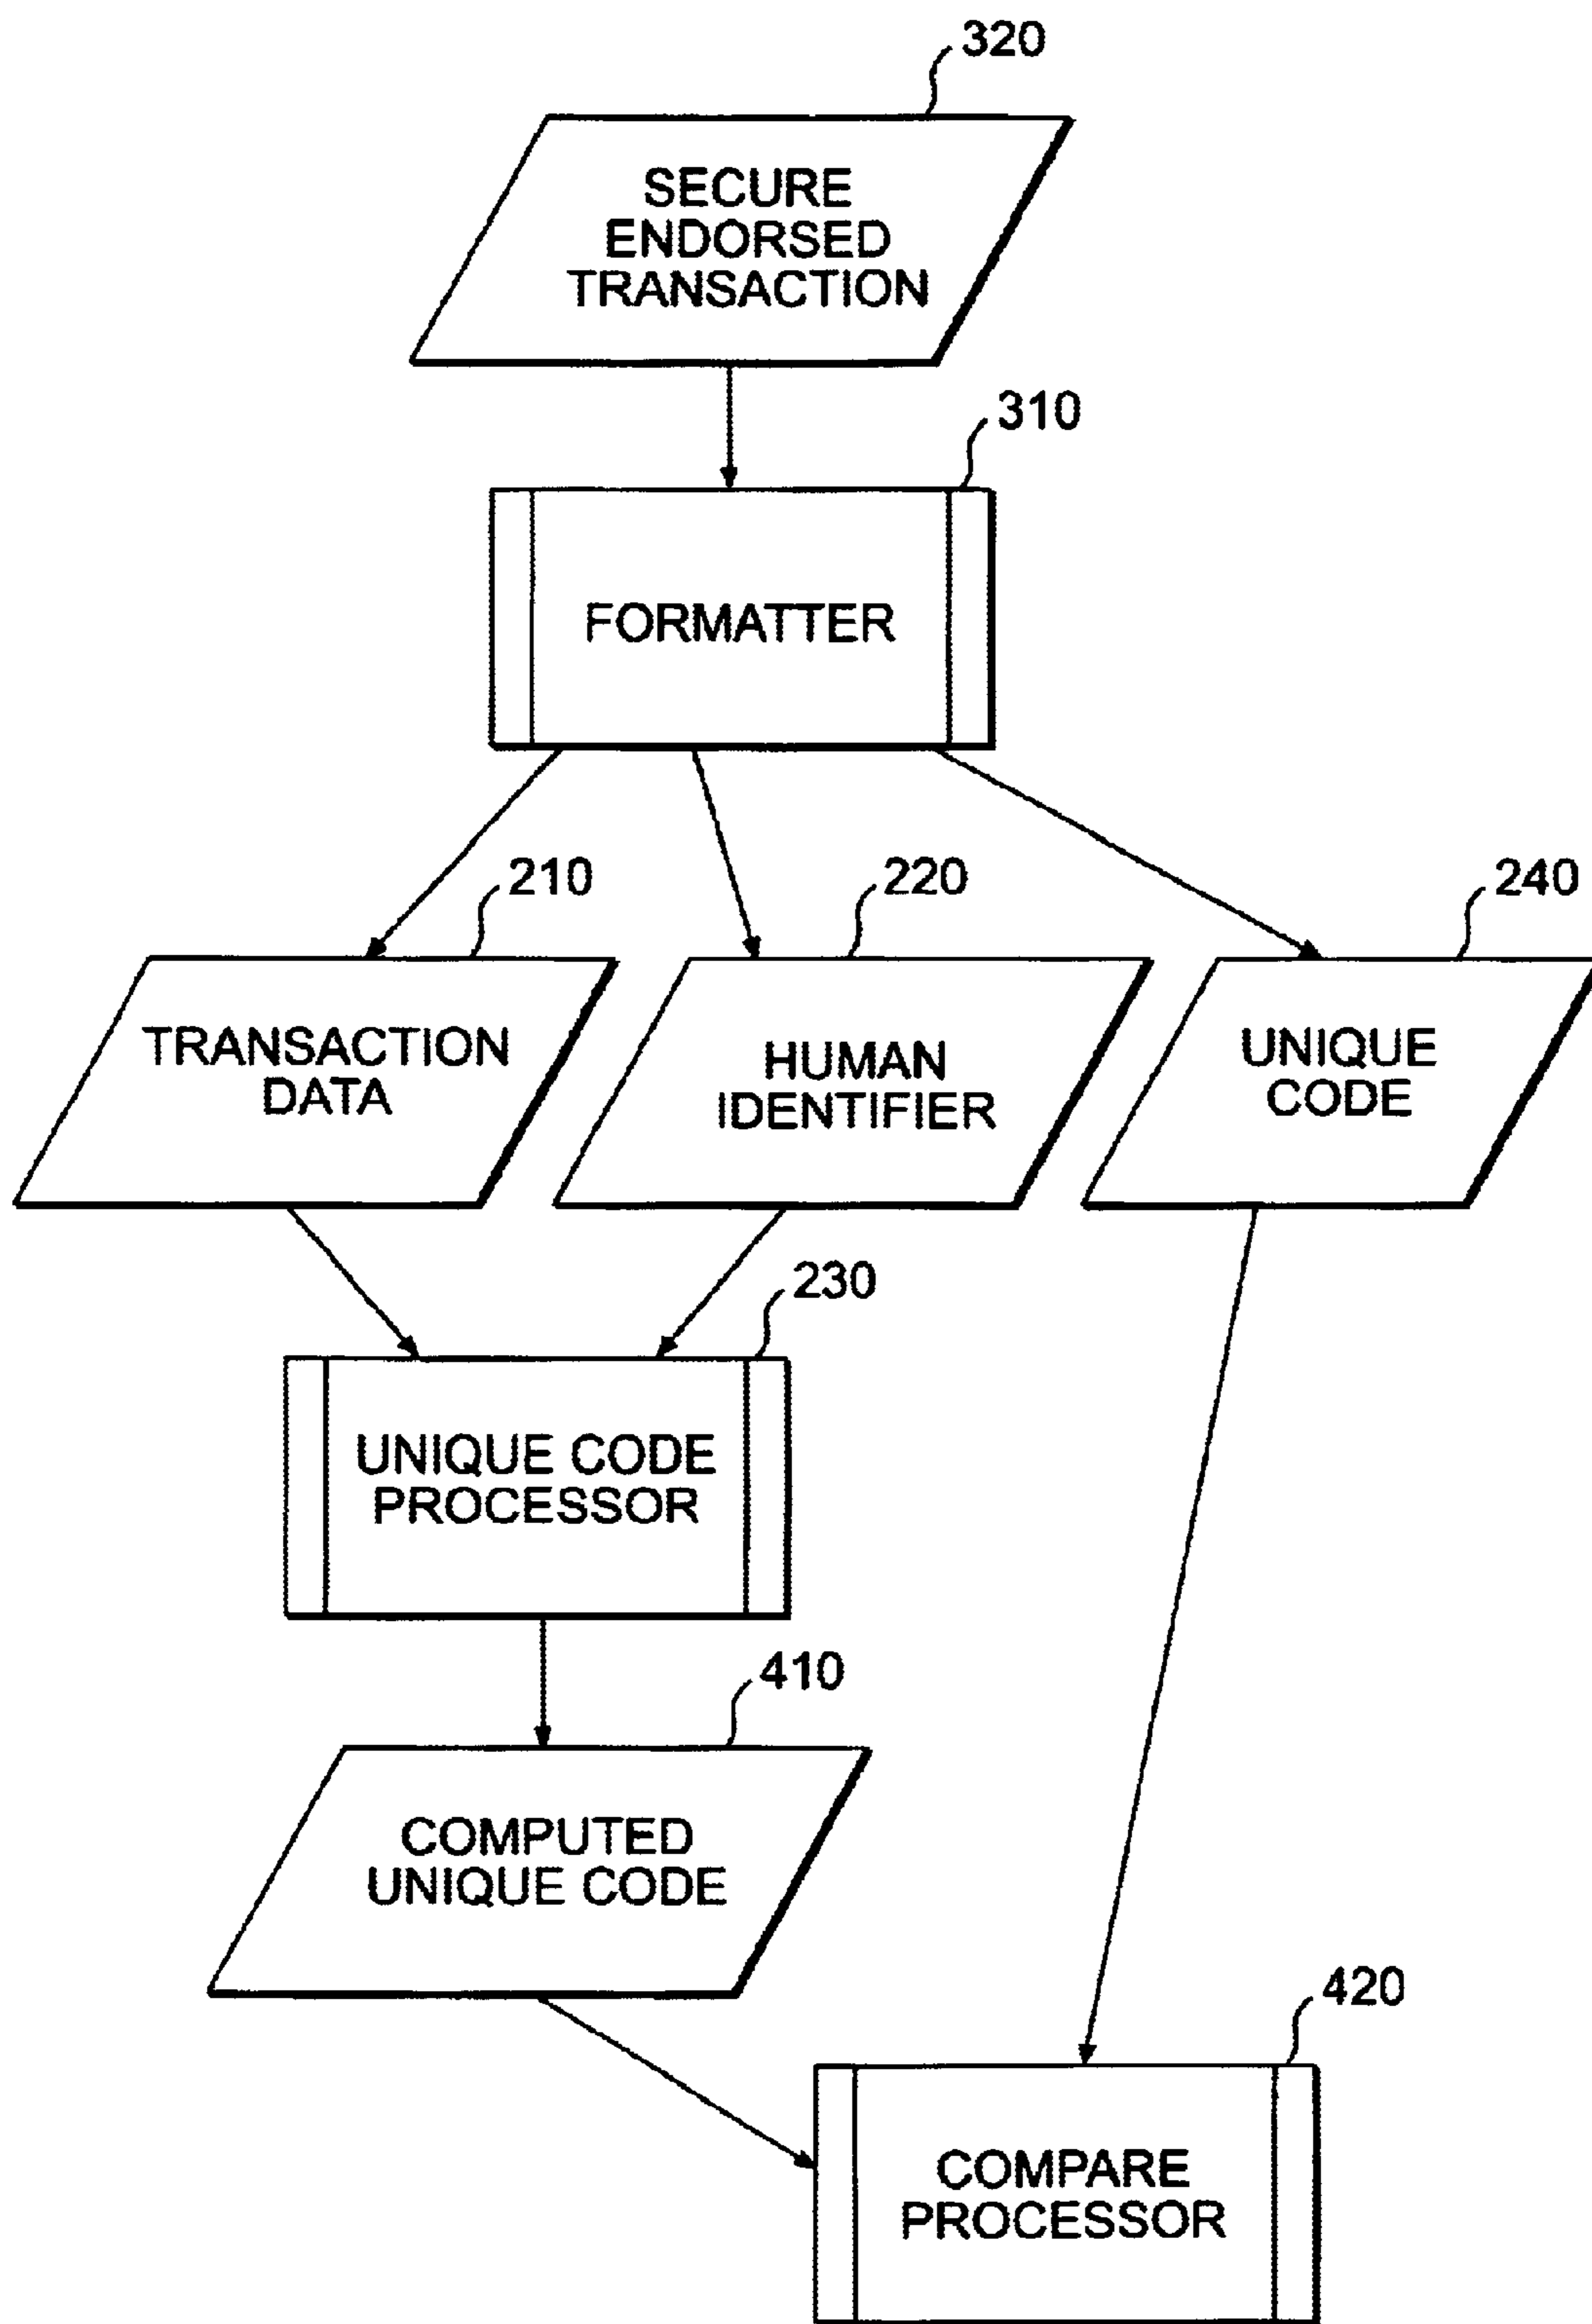 320
SECURE
ENDORSED
TRANSACTION
310
FORMATTER
210
220
240
TRANSACTION
DATA
HUMAN
IDENTIFIER
UNIQUE
CODE
230
UNIQUE CODE
PROCESSOR
410
COMPUTED
UNIQUE CODE
420
COMPARE
PROCESSOR